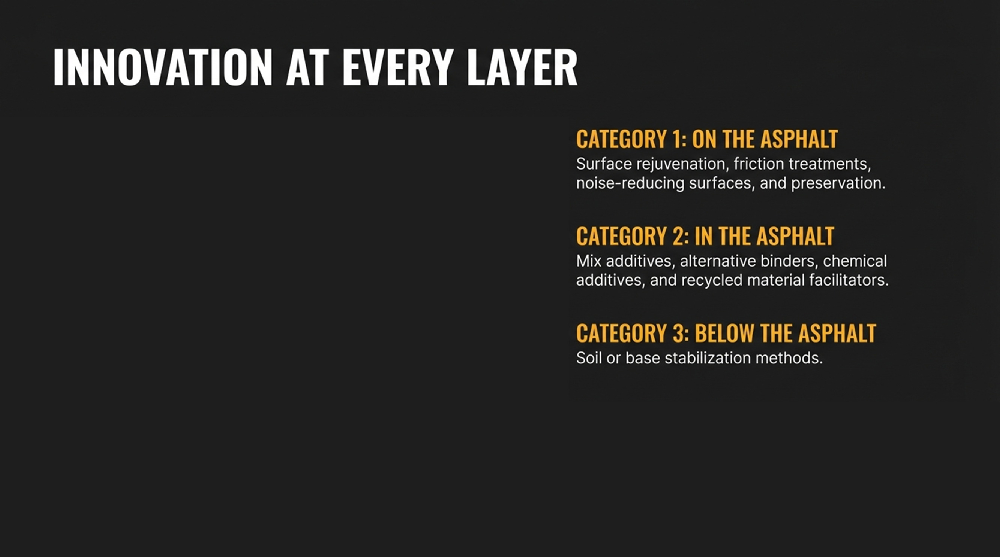 INNOVATION AT EVERY LAYER
CATEGORY 1: ON THE ASPHALT
Surface rejuvenation, friction treatments,
noise-reducing surfaces, and preservation.
CATEGORY 2: IN THE ASPHALT
Mix additives, alternative binders, chemical
additives, and recycled material facilitators.
CATEGORY 3: BELOW THE ASPHALT
Soil or base stabilization methods.